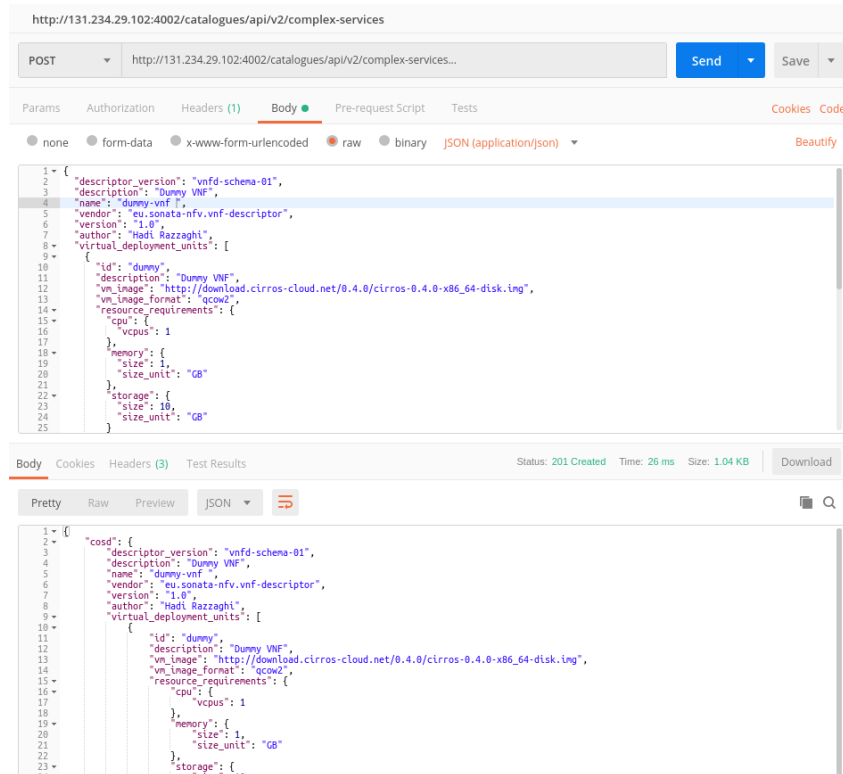 http://131.234.29.102:4002/catalogues/api/v2/complex-services
POST http://131.234.29.102:4002/catalogues/api/v2/complex-services... Send Save
Params Authorization Headers (1) Body Pre-request Script Tests Cookies Code
none form-data x-www-form-urlencoded raw binary JSON (application/json) Beautify
1 {
2 "descriptor_version": "vnfd-schema-01",
3 "description": "Dummy VNF",
4 "name": "dummy-vnf ",
5 "vendor": "eu.sonata-nfv.vnf-descriptor",
6 "version": "1.0",
7 "author": "Hadi Razzaghi",
8 "virtual_deployment_units": [
9 {
10 "id": "dummy",
11 "description": "Dummy VNF",
12 "vm_image": "http://download.cirros-cloud.net/0.4.0/cirros-0.4.0-x86_64-disk.img",
13 "vm_image_format": "qcow2",
14 "resource_requirements": {
15 "cpu": {
16 "vcpus": 1
17 },
18 "memory": {
19 "size": 1,
20 "size_unit": "GB"
21 },
22 "storage": {
23 "size": 10,
24 "size_unit": "GB"
25 }
Body Cookies Headers (3) Test Results Status: 201 Created Time: 26 ms Size: 1.04 KB Download
Pretty Raw Preview JSON
1 {
2 "cosd": {
3 "descriptor_version": "vnfd-schema-01",
4 "description": "Dummy VNF",
5 "name": "dummy-vnf ",
6 "vendor": "eu.sonata-nfv.vnf-descriptor",
7 "version": "1.0",
8 "author": "Hadi Razzaghi",
9 "virtual_deployment_units": [
10 {
11 "id": "dummy",
12 "description": "Dummy VNF",
13 "vm_image": "http://download.cirros-cloud.net/0.4.0/cirros-0.4.0-x86_64-disk.img",
14 "vm_image_format": "qcow2",
15 "resource_requirements": {
16 "cpu": {
17 "vcpus": 1
18 },
19 "memory": {
20 "size": 1,
21 "size_unit": "GB"
22 },
23 "storage": {